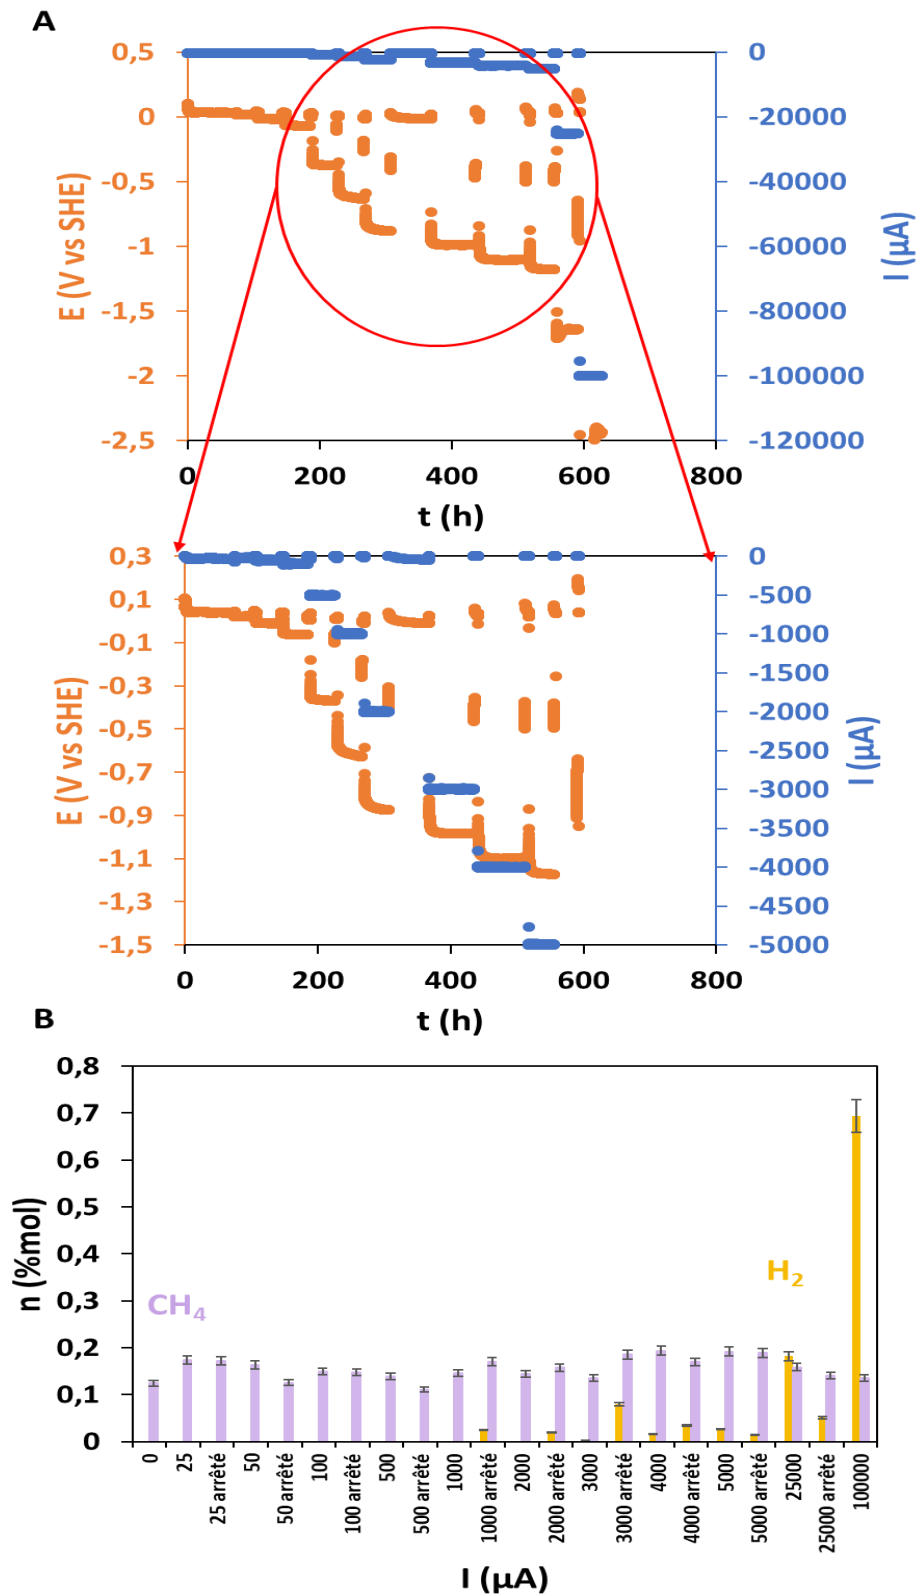 A
0,5
0
-0,5
-1
-1,5
-2
-2,5
E (V vs SHE)
0
-20000
-40000
-60000
-80000
-100000
-120000
I (µA)
0 200 400 600 800
t (h)
0,3
0,1
-0,1
-0,3
-0,5
-0,7
-0,9
-1,1
-1,3
-1,5
E (V vs SHE)
0
-500
-1000
-1500
-2000
-2500
-3000
-3500
-4000
-4500
-5000
I (µA)
0 200 400 600 800
t (h)
B
0,8
0,7
0,6
0,5
0,4
0,3
0,2
0,1
0
n (%mol)
CH₄
H₂
0
25
25 arrêté
50
50 arrêté
100
100 arrêté
500
500 arrêté
1000
1000 arrêté
2000
2000 arrêté
3000
3000 arrêté
4000
4000 arrêté
5000
5000 arrêté
25000
25000 arrêté
100000
I (µA)